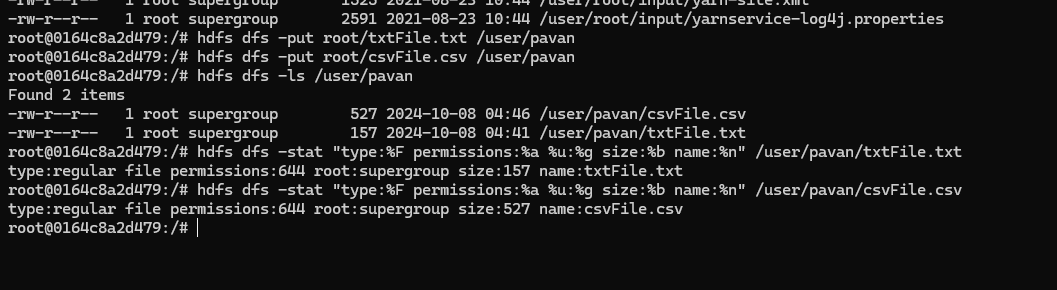 -rw-r--r-- 1 root supergroup 1525 2021-08-23 10:44 /user/root/input/yarn-site.xml
-rw-r--r-- 1 root supergroup 2591 2021-08-23 10:44 /user/root/input/yarnservice-log4j.properties
root@0164c8a2d479:/# hdfs dfs -put root/txtFile.txt /user/pavan
root@0164c8a2d479:/# hdfs dfs -put root/csvFile.csv /user/pavan
root@0164c8a2d479:/# hdfs dfs -ls /user/pavan
Found 2 items
-rw-r--r-- 1 root supergroup 527 2024-10-08 04:46 /user/pavan/csvFile.csv
-rw-r--r-- 1 root supergroup 157 2024-10-08 04:41 /user/pavan/txtFile.txt
root@0164c8a2d479:/# hdfs dfs -stat "type:%F permissions:%a %u:%g size:%b name:%n" /user/pavan/txtFile.txt
type:regular file permissions:644 root:supergroup size:157 name:txtFile.txt
root@0164c8a2d479:/# hdfs dfs -stat "type:%F permissions:%a %u:%g size:%b name:%n" /user/pavan/csvFile.csv
type:regular file permissions:644 root:supergroup size:527 name:csvFile.csv
root@0164c8a2d479:/#